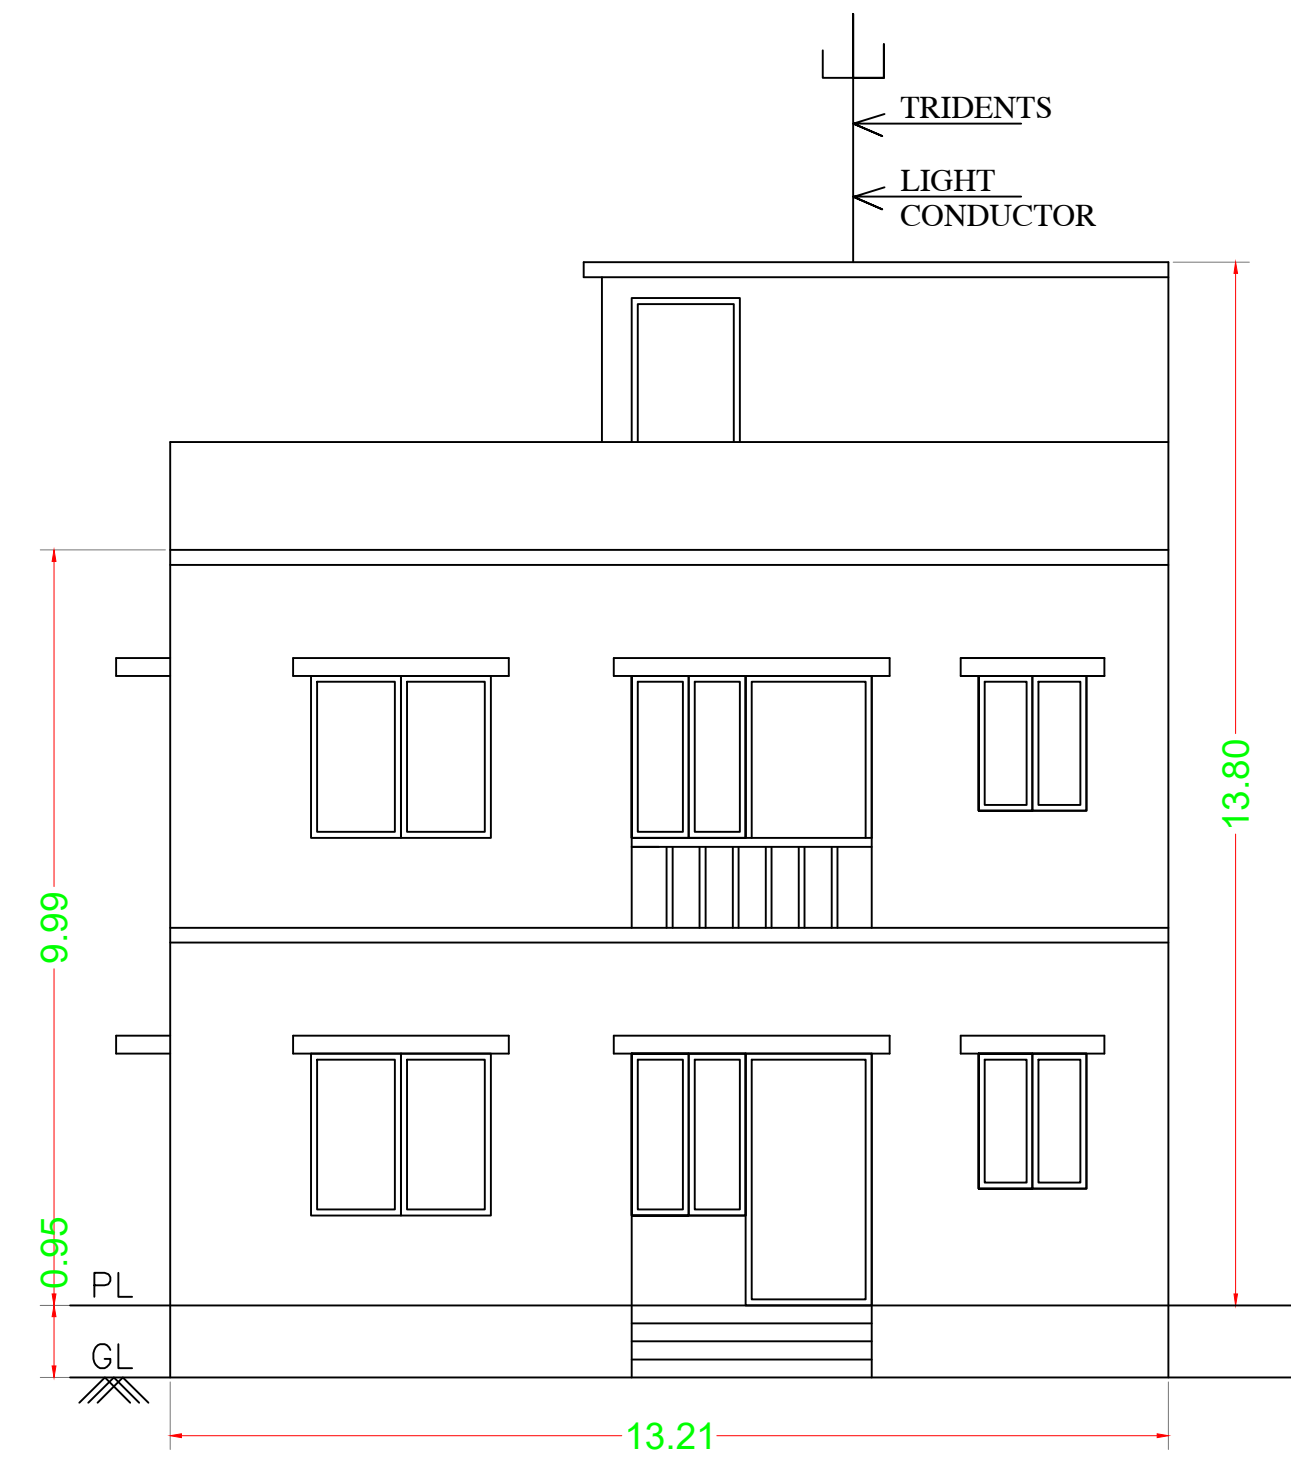 TRIDENTS
LIGHT
CONDUCTOR
13.80
9.99
0.95
PL
GL
13.21